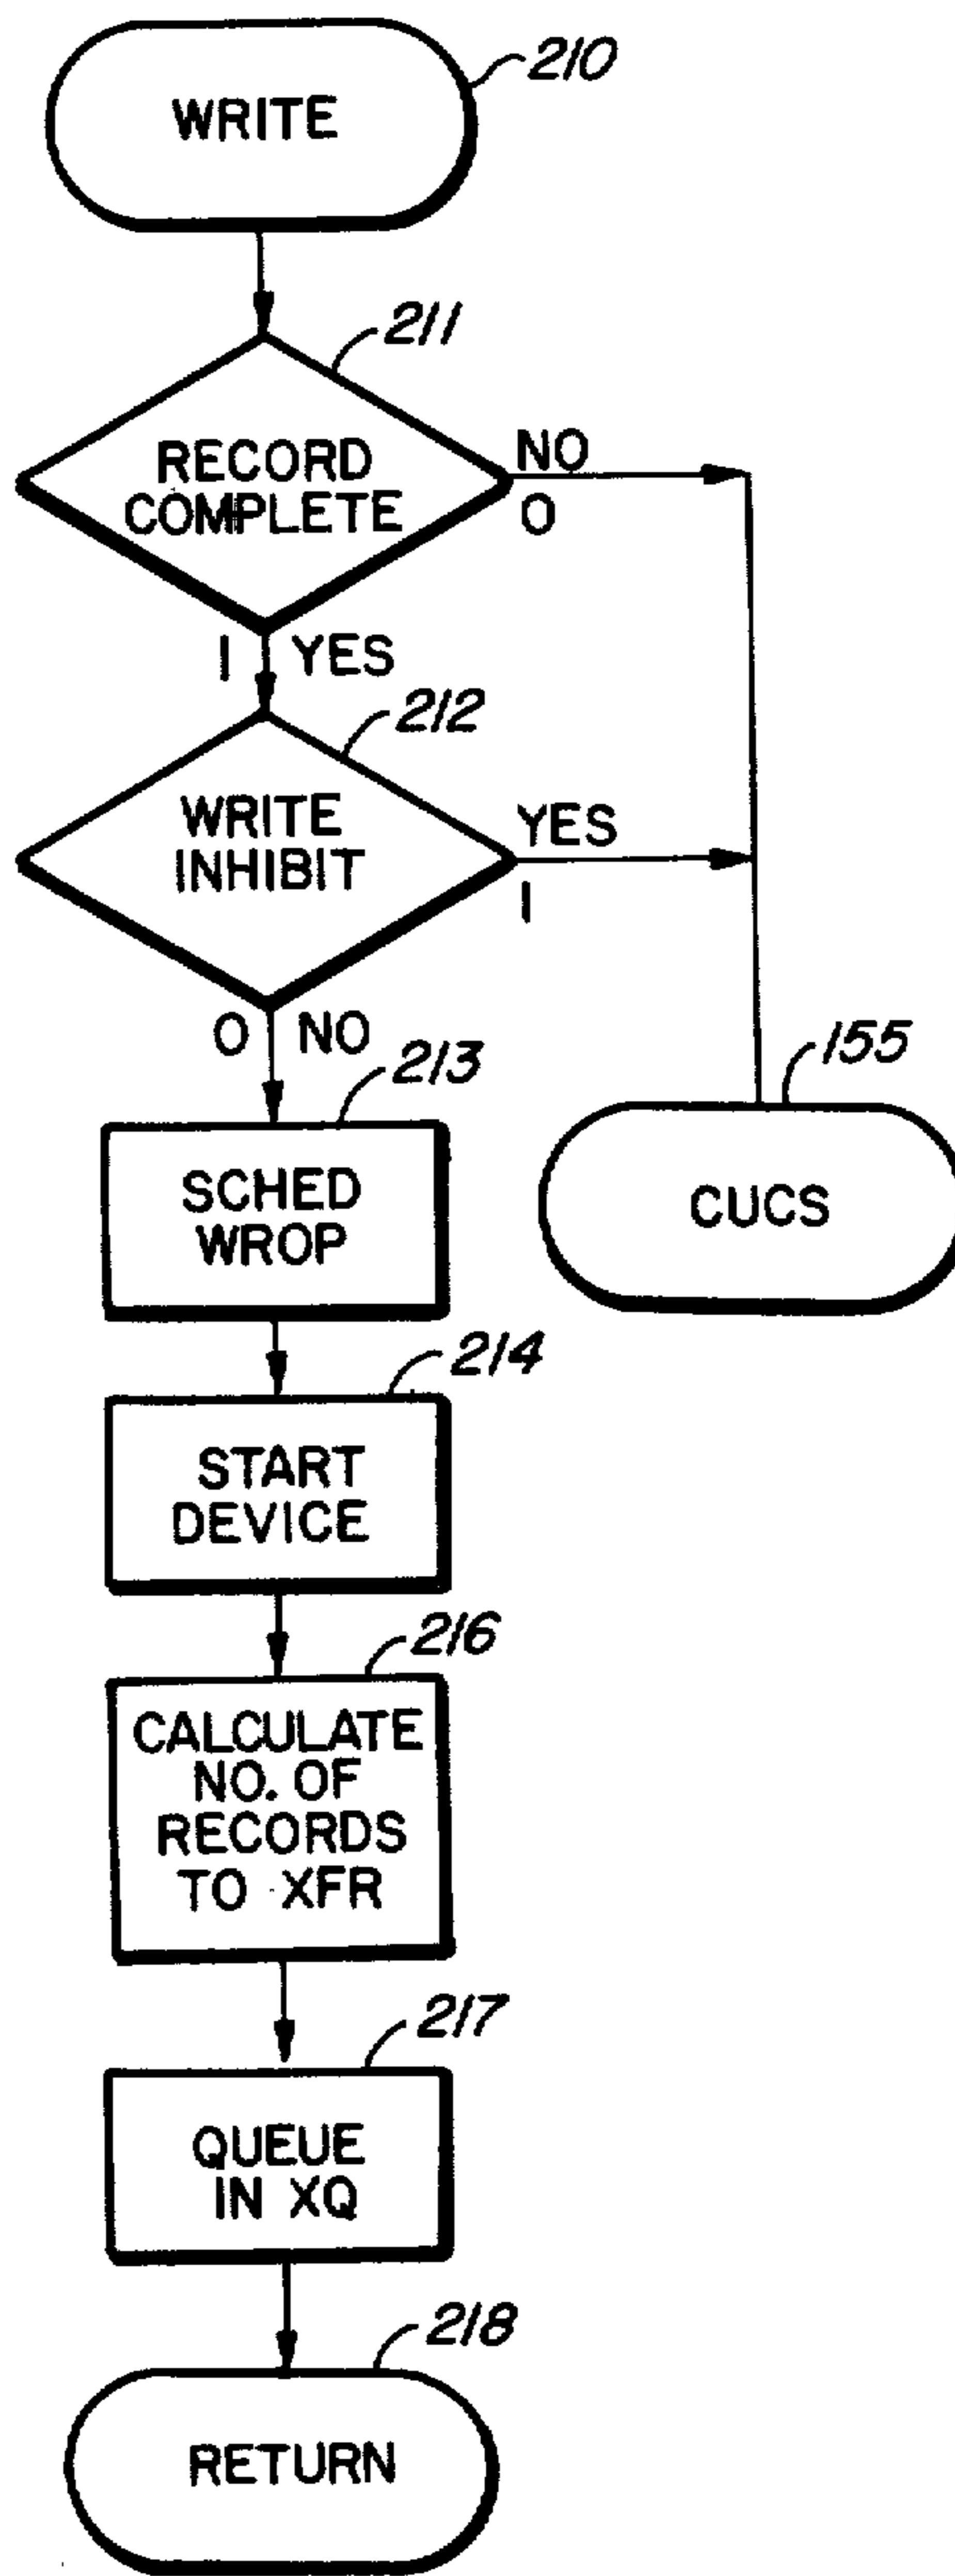 210
WRITE
211
RECORD
COMPLETE
NO
0
1 YES
212
WRITE
INHIBIT
YES
1
0 NO
213
SCHED
WROP
155
CUCS
214
START
DEVICE
216
CALCULATE
NO. OF
RECORDS
TO XFR
217
QUEUE
IN XQ
218
RETURN